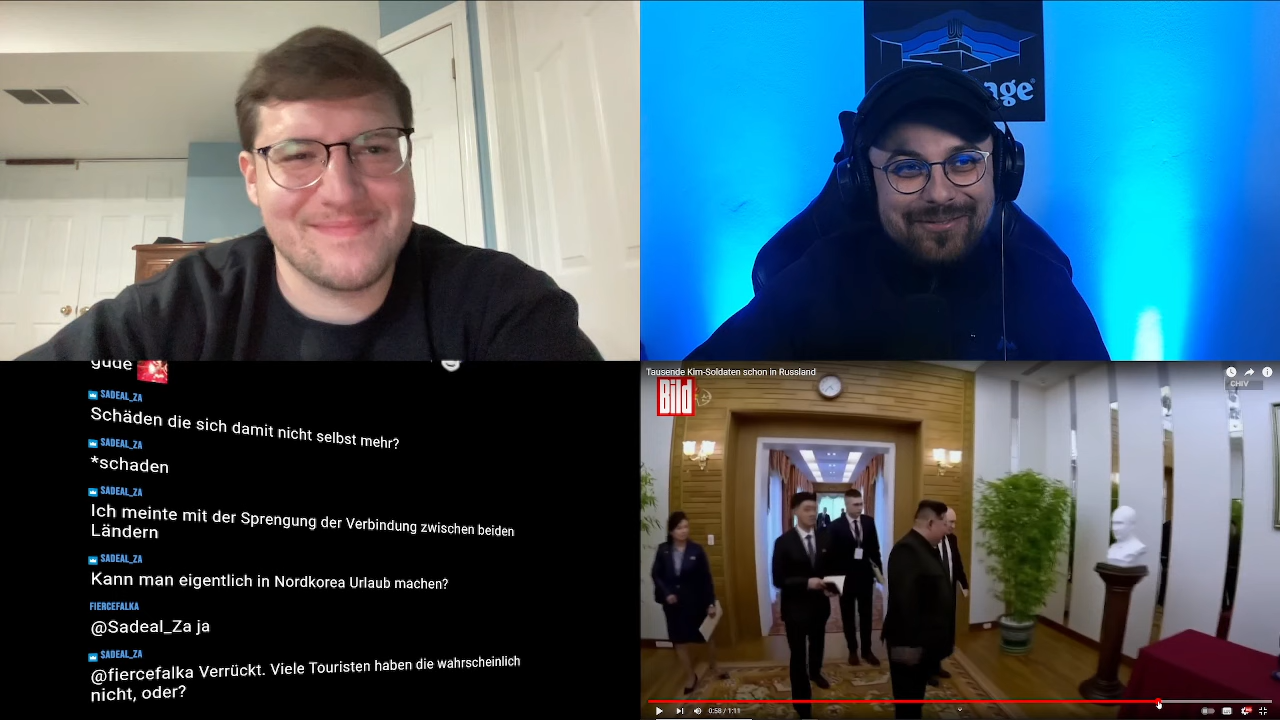 age
gude
SADEAL_ZA
Schäden die sich damit nicht selbst mehr?
SADEAL_ZA
*schaden
SADEAL_ZA
Ich meinte mit der Sprengung der Verbindung zwischen beiden
Ländern
SADEAL_ZA
Kann man eigentlich in Nordkorea Urlaub machen?
FIERCEFALKA
@Sadeal_Za ja
SADEAL_ZA
@fiercefalka Verrückt. Viele Touristen haben die wahrscheinlich
nicht, oder?
Tausende Kim-Soldaten schon in Russland
Bild
CHIV
0:58 / 1:11